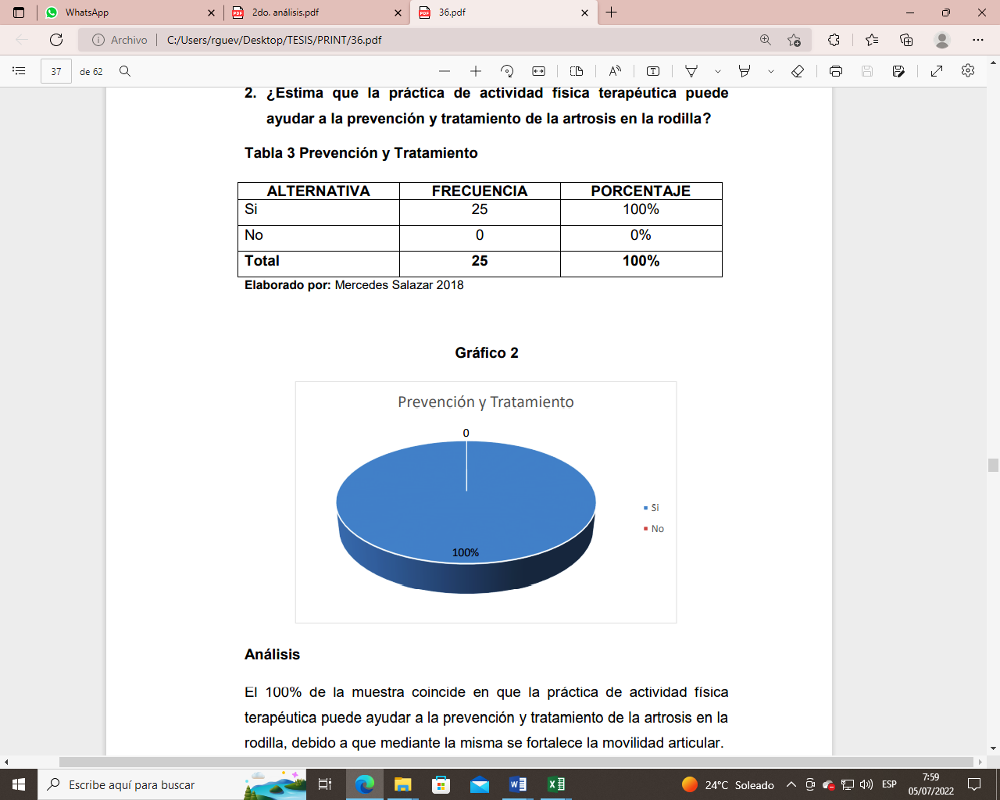 WhatsApp
2do. análisis.pdf
36.pdf
Archivo
C:/Users/rguev/Desktop/TESIS/PRINT/36.pdf
37
de 62
2. ¿Estima que la práctica de actividad física terapéutica puede
ayudar a la prevención y tratamiento de la artrosis en la rodilla?
Tabla 3 Prevención y Tratamiento
ALTERNATIVA FRECUENCIA PORCENTAJE
Si 25 100%
No 0 0%
Total 25 100%
Elaborado por: Mercedes Salazar 2018
Gráfico 2
Prevención y Tratamiento
0
100%
Si
No
Análisis
El 100% de la muestra coincide en que la práctica de actividad física
terapéutica puede ayudar a la prevención y tratamiento de la artrosis en la
rodilla, debido a que mediante la misma se fortalece la movilidad articular.
Escribe aquí para buscar
24°C Soleado
ESP
7:59
05/07/2022